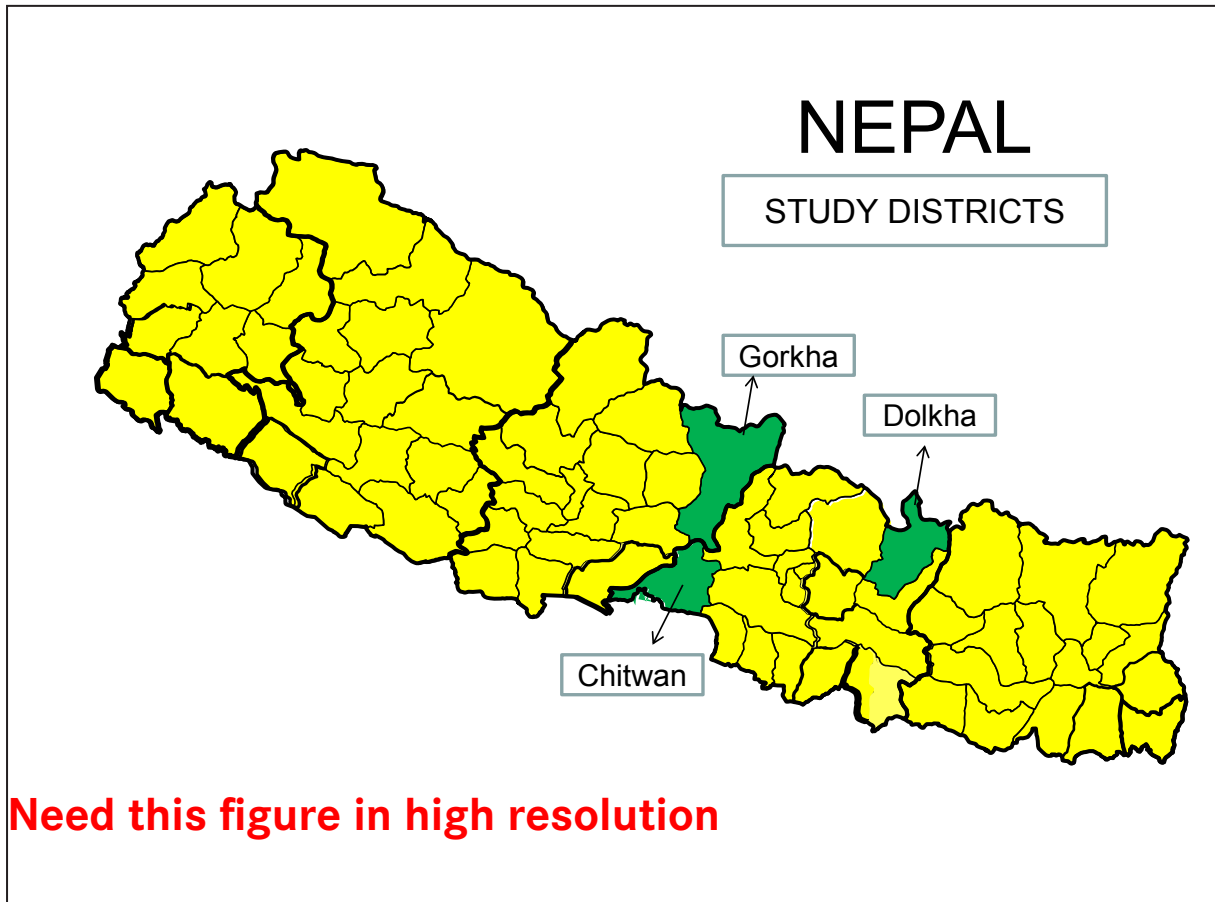 NEPAL
STUDY DISTRICTS
Gorkha
Dolkha
Chitwan
Need this figure in high resolution